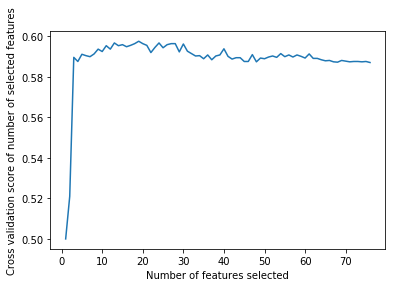 Cross validation score of number of selected features
0.60
0.58
0.56
0.54
0.52
0.50
0 10 20 30 40 50 60 70
Number of features selected